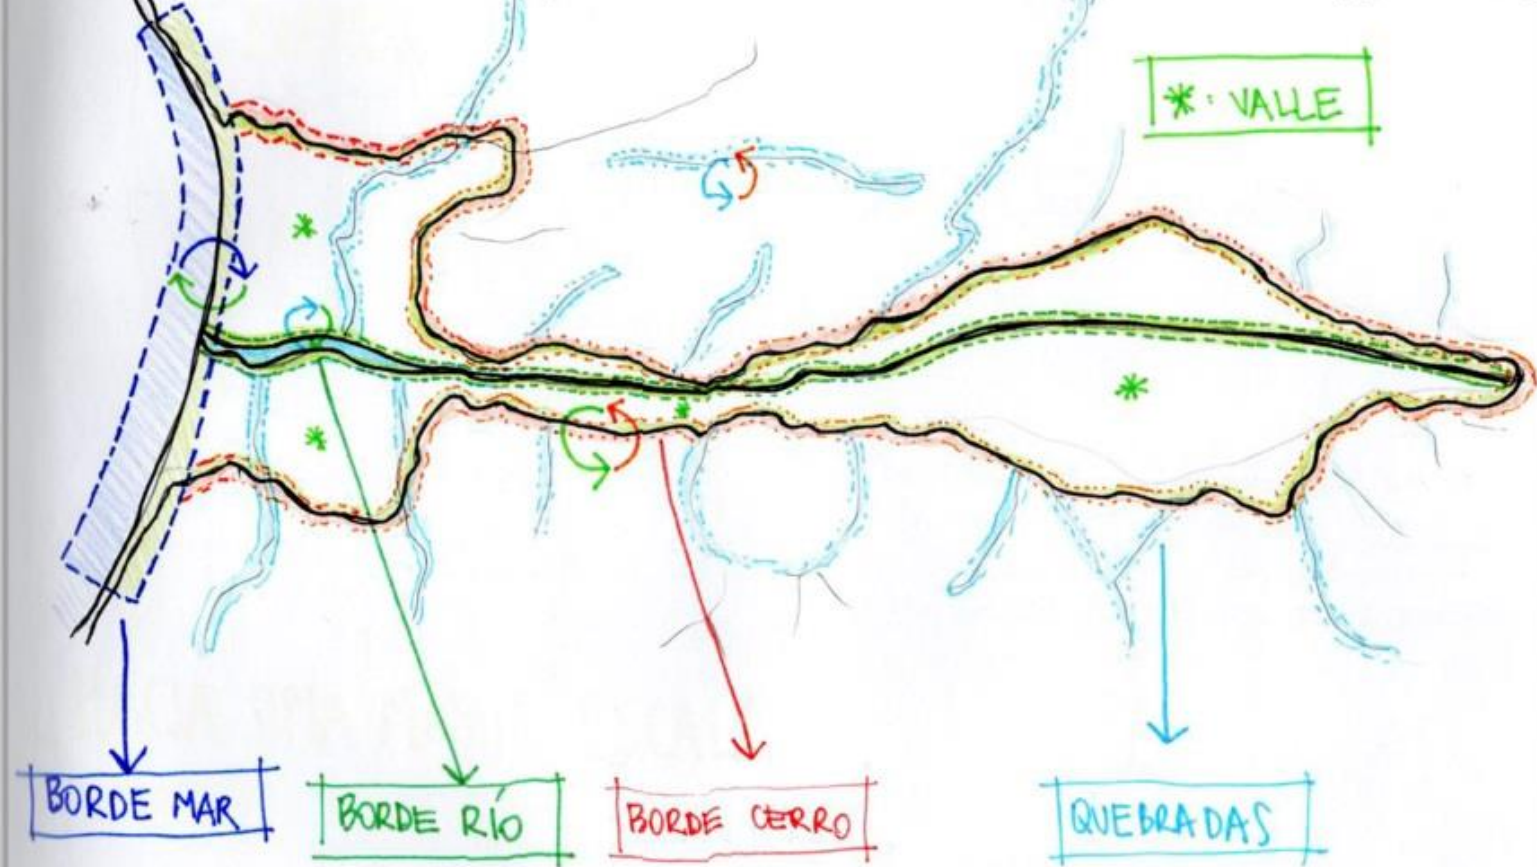 * : VALLE
BORDE MAR
BORDE RÍO
BORDE CERRO
QUEBRADAS